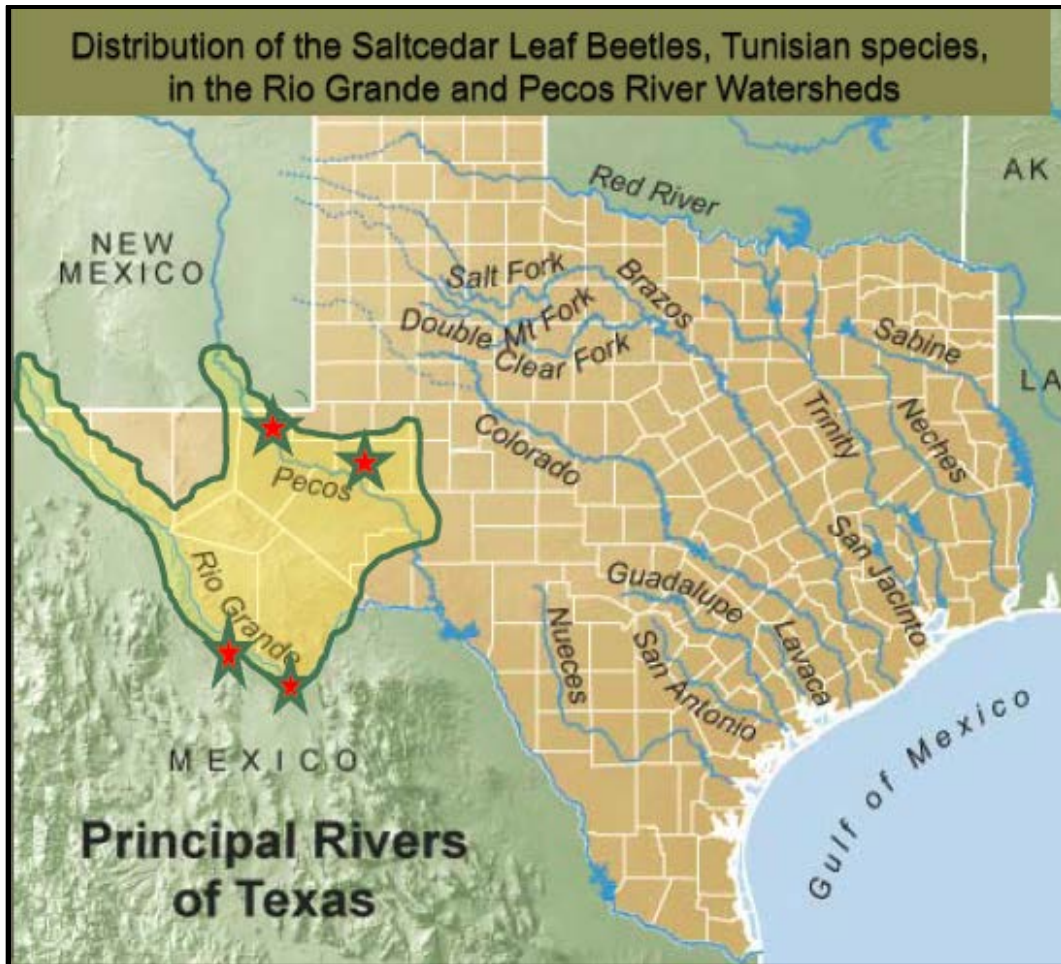 Distribution of the Saltcedar Leaf Beetles, Tunisian species,
in the Rio Grande and Pecos River Watersheds
AK
Red River
NEW
MEXICO
Salt Fork
Brazos
Double Mt Fork
Clear Fork
Sabine
LA
Colorado
Trinity
Neches
Pecos
San Jacinto
Rio Grande
Guadalupe
Nueces
San Antonio
Lavaca
MEXICO
Gulf of Mexico
Principal Rivers
of Texas